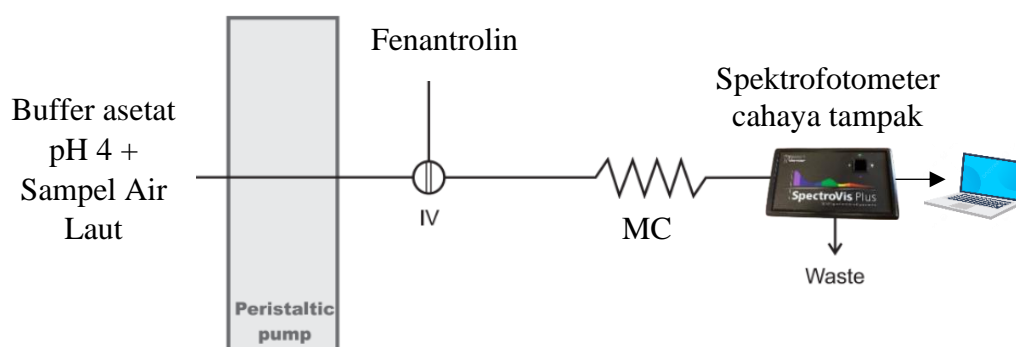 Buffer asetat
pH 4 +
Sampel Air
Laut
Peristaltic
pump
Fenantrolin
IV
MC
Spektrofotometer
cahaya tampak
SpectroVis Plus
Waste